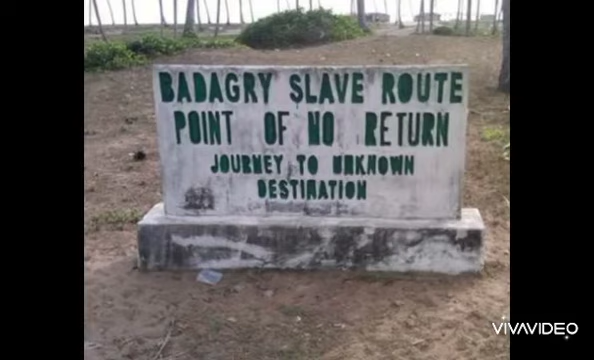 BADAGRY SLAVE ROUTE
POINT OF NO RETURN
JOURNEY TO UNKNOWN
DESTINATION
VIVAVIDEO